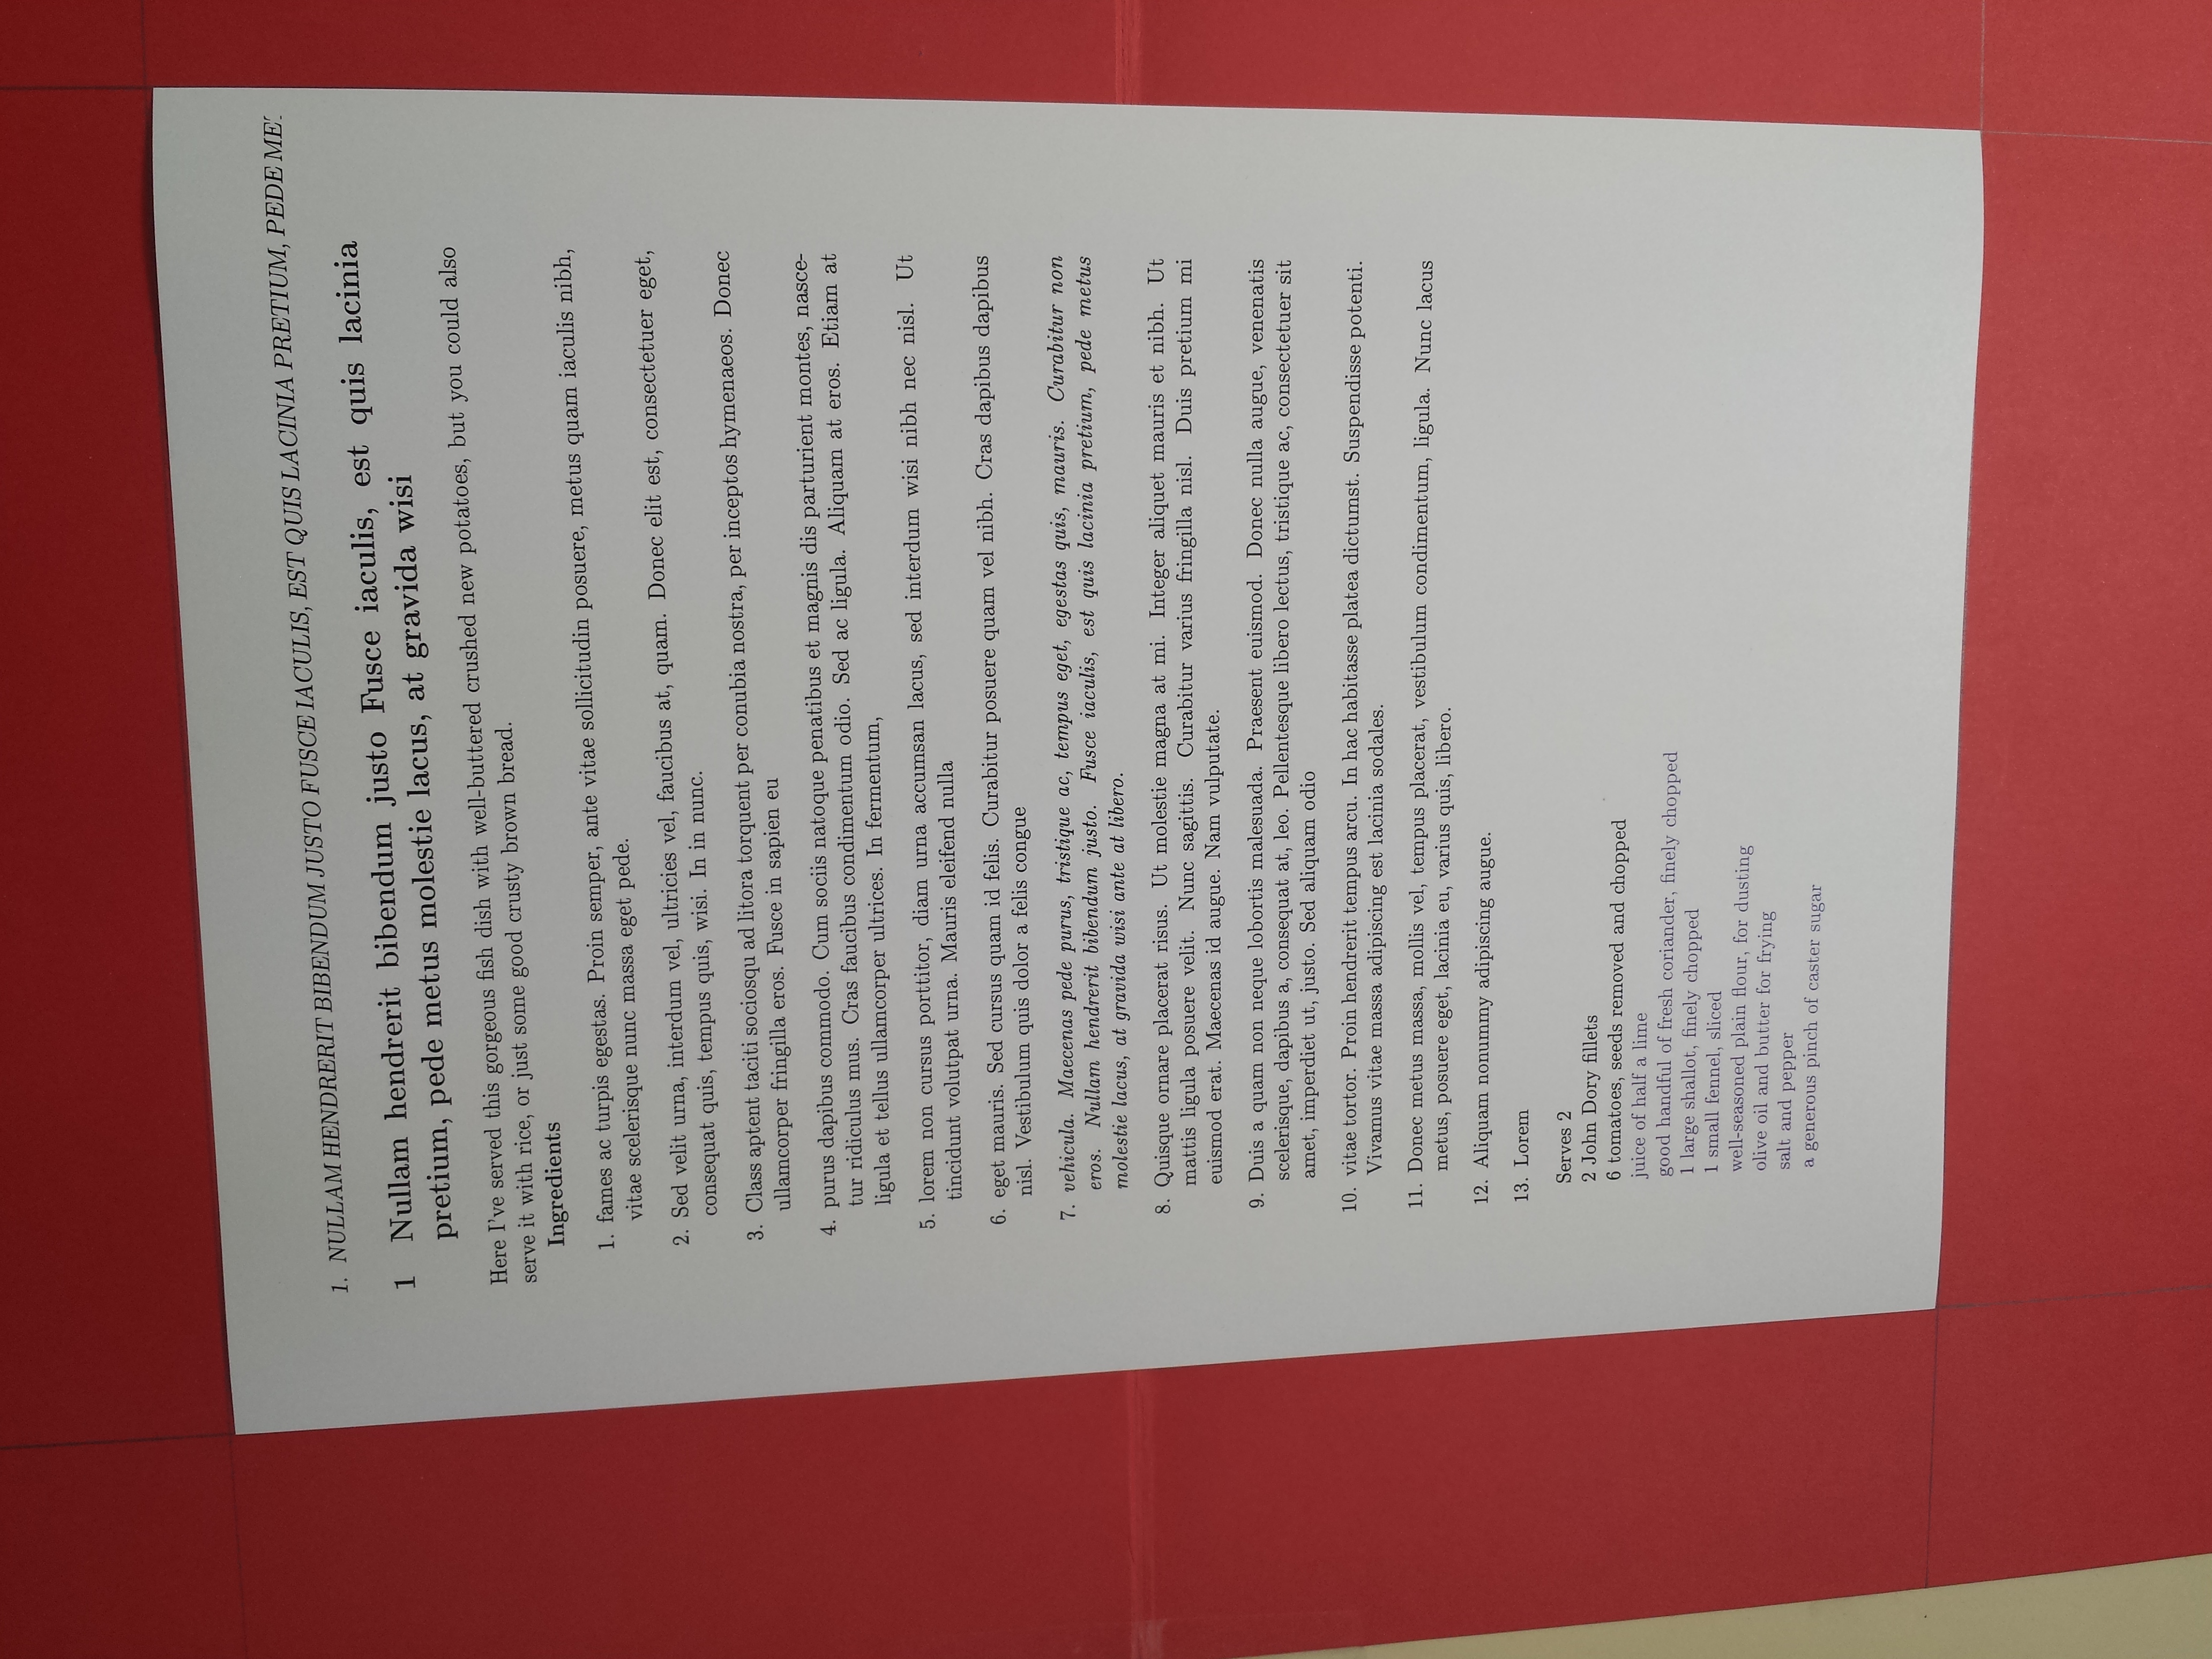 1. NULLAM HENDRERIT BIBENDUM JUSTO FUSCE IACULIS, EST QUIS LACINIA PRETIUM, PEDE ME
1 Nullam hendrerit bibendum justo Fusce iaculis, est quis lacinia
pretium, pede metus molestie lacus, at gravida wisi
Here I've served this gorgeous fish dish with well-buttered crushed new potatoes, but you could also
serve it with rice, or just some good crusty brown bread.
Ingredients
1. fames ac turpis egestas. Proin semper, ante vitae sollicitudin posuere, metus quam iaculis nibh,
vitae scelerisque nunc massa eget pede.
2. Sed velit urna, interdum vel, ultricies vel, faucibus at, quam. Donec elit est, consectetuer eget,
consequat quis, tempus quis, wisi. In in nunc.
3. Class aptent taciti sociosqu ad litora torquent per conubia nostra, per inceptos hymenaeos. Donec
ullamcorper fringilla eros. Fusce in sapien eu
4. purus dapibus commodo. Cum sociis natoque penatibus et magnis dis parturient montes, nasce-
tur ridiculus mus. Cras faucibus condimentum odio. Sed ac ligula. Aliquam at eros. Etiam at
ligula et tellus ullamcorper ultrices. In fermentum,
5. lorem non cursus porttitor, diam urna accumsan lacus, sed interdum wisi nibh nec nisl. Ut
tincidunt volutpat urna. Mauris eleifend nulla
6. eget mauris. Sed cursus quam id felis. Curabitur posuere quam vel nibh. Cras dapibus dapibus
nisl. Vestibulum quis dolor a felis congue
7. vehicula. Maecenas pede purus, tristique ac, tempus eget, egestas quis, mauris. Curabitur non
eros. Nullam hendrerit bibendum justo. Fusce iaculis, est quis lacinia pretium, pede metus
molestie lacus, at gravida wisi ante at libero.
8. Quisque ornare placerat risus. Ut molestie magna at mi. Integer aliquet mauris et nibh. Ut
mattis ligula posuere velit. Nunc sagittis. Curabitur varius fringilla nisl. Duis pretium mi
euismod erat. Maecenas id augue. Nam vulputate.
9. Duis a quam non neque lobortis malesuada. Praesent euismod. Donec nulla augue, venenatis
scelerisque, dapibus a, consequat at, leo. Pellentesque libero lectus, tristique ac, consectetuer sit
amet, imperdiet ut, justo. Sed aliquam odio
10. vitae tortor. Proin hendrerit tempus arcu. In hac habitasse platea dictumst. Suspendisse potenti.
Vivamus vitae massa adipiscing est lacinia sodales.
11. Donec metus massa, mollis vel, tempus placerat, vestibulum condimentum, ligula. Nunc lacus
metus, posuere eget, lacinia eu, varius quis, libero.
12. Aliquam nonummy adipiscing augue.
13. Lorem
Serves 2
2 John Dory fillets
6 tomatoes, seeds removed and chopped
juice of half a lime
good handful of fresh coriander, finely chopped
1 large shallot, finely chopped
1 small fennel, sliced
well-seasoned plain flour, for dusting
olive oil and butter for frying
salt and pepper
a generous pinch of caster sugar